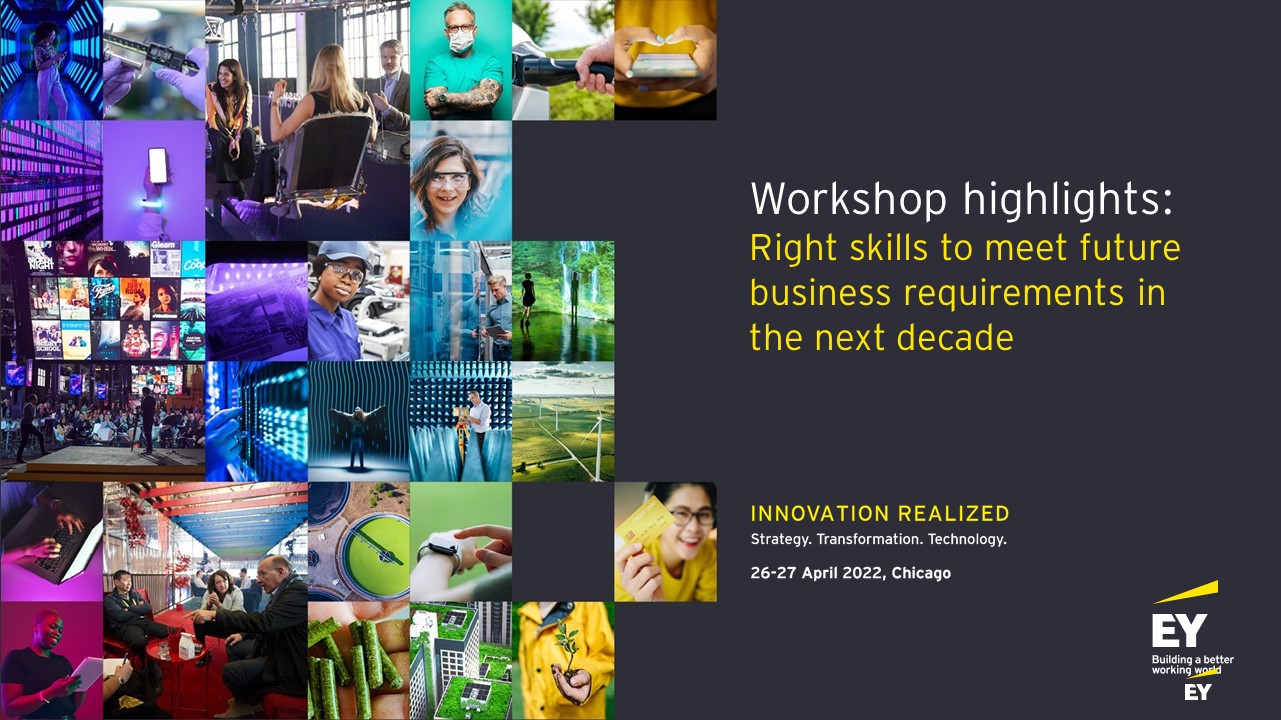 Workshop highlights:
Right skills to meet future
business requirements in
the next decade
INNOVATION REALIZED
Strategy. Transformation. Technology.
26-27 April 2022, Chicago
EY
Building a better
working world
EY